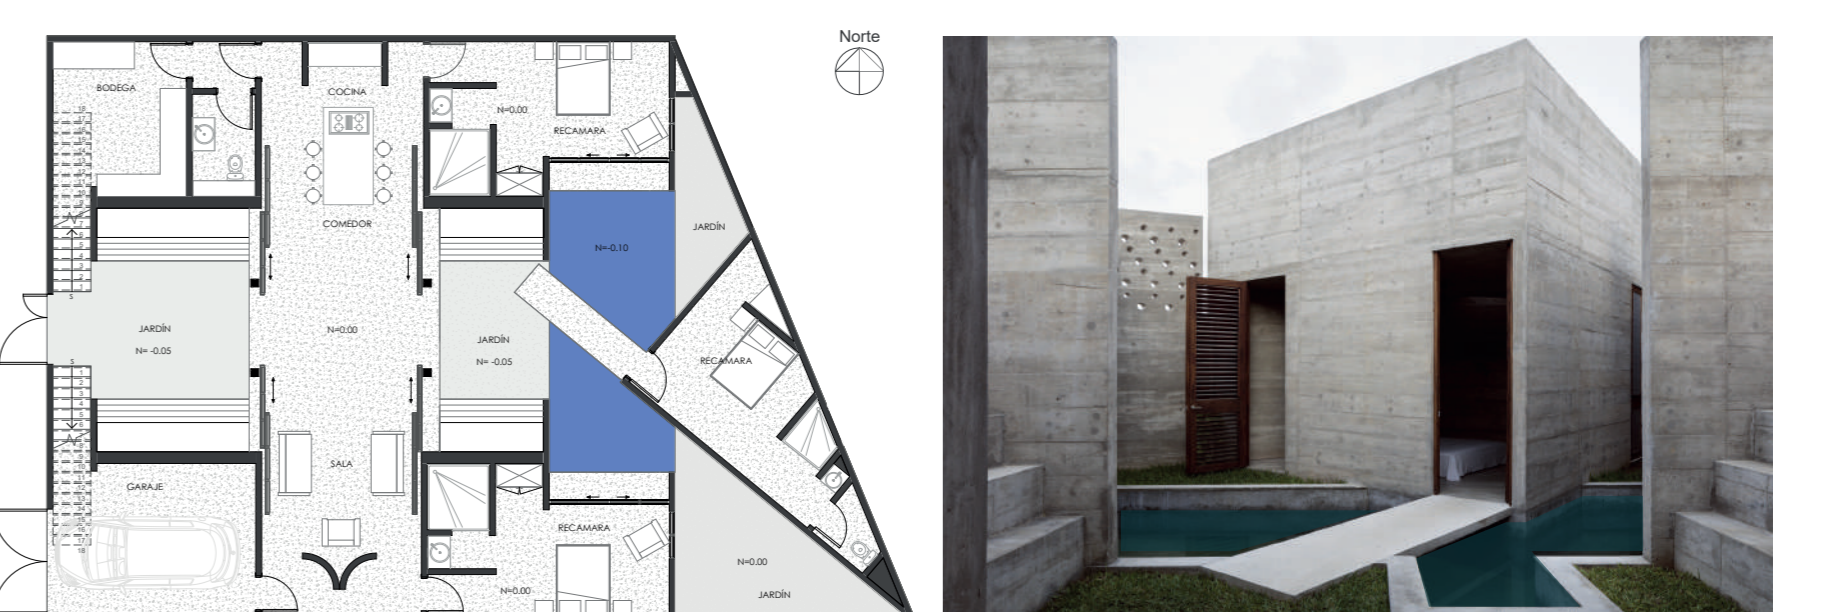 Norte
BODEGA
COCINA
N=0.00
RECAMARA
COMEDOR
JARDÍN
N=-0.10
JARDÍN
N= -0.05
N=0.00
JARDÍN
N= -0.05
RECAMARA
S
S
SALA
GARAJE
RECAMARA
N=0.00
N=0.00
JARDÍN